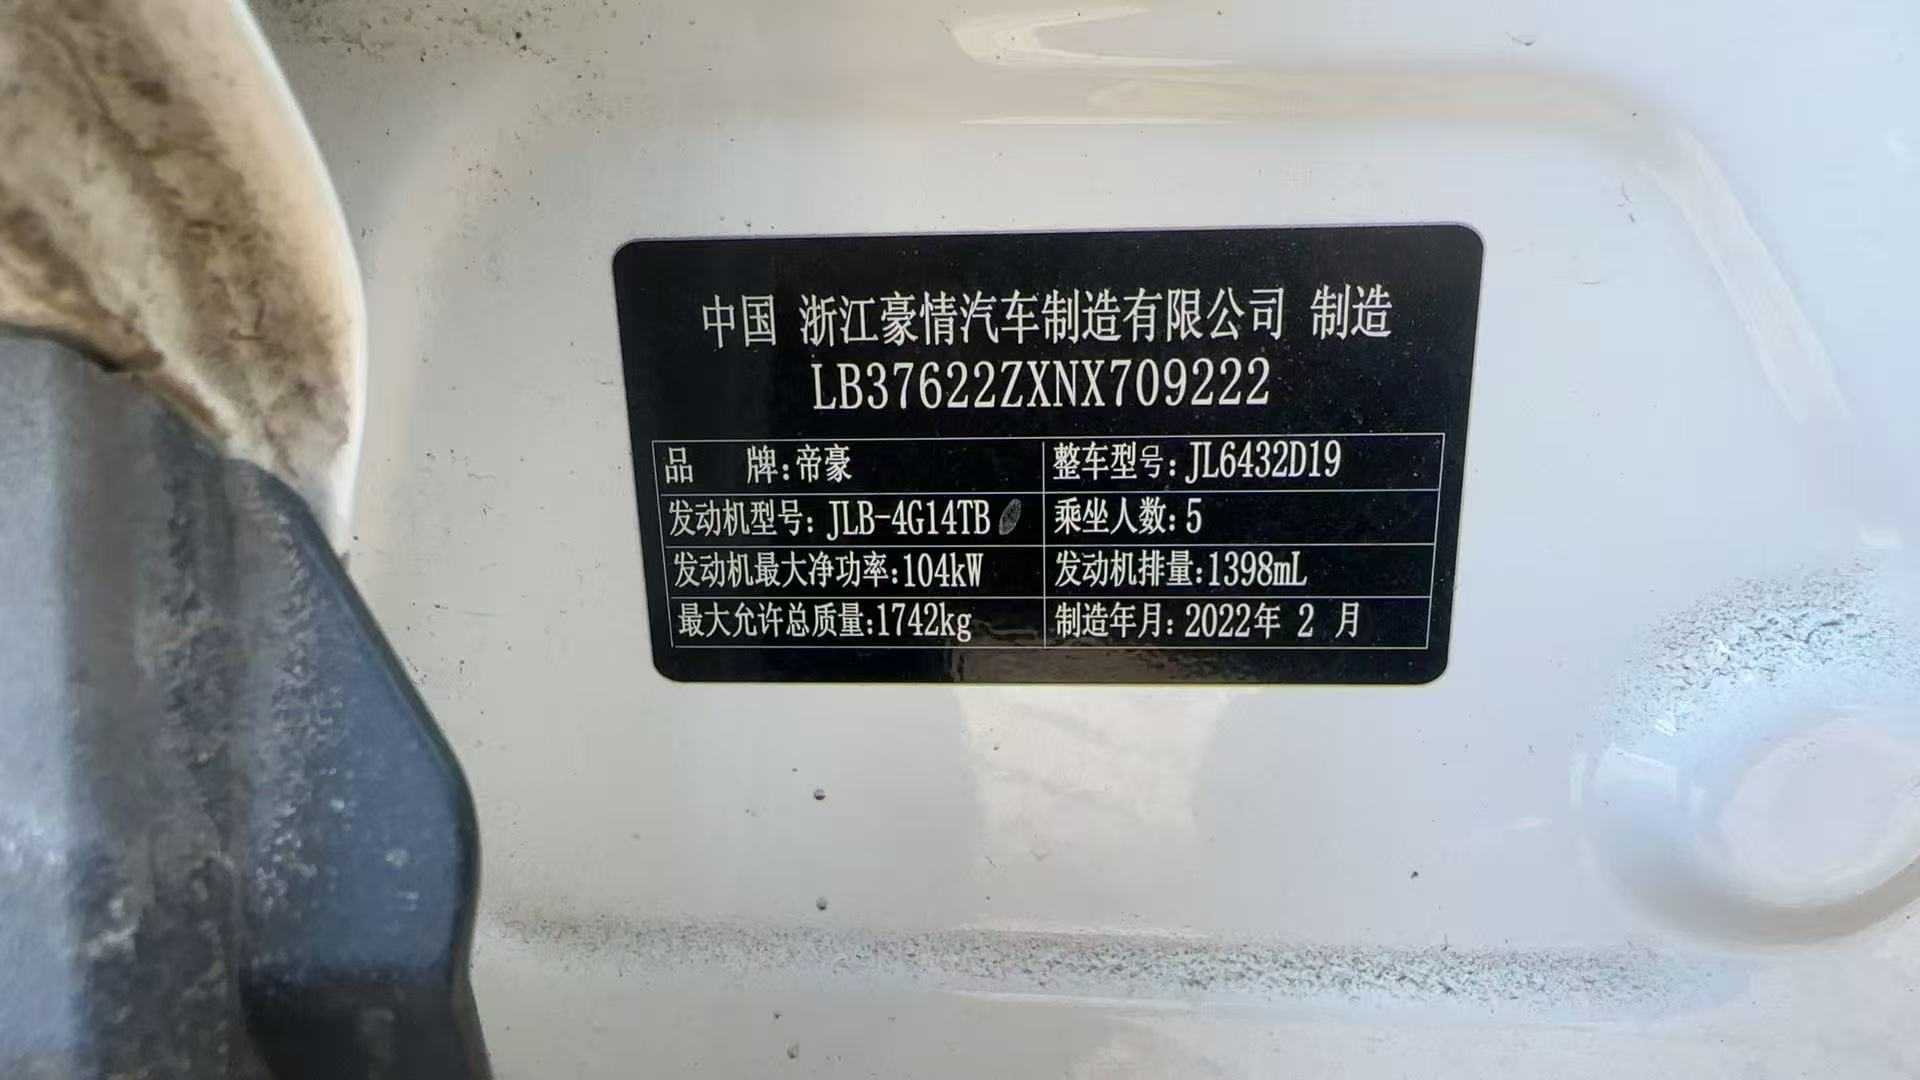 中国 浙江豪情汽车制造有限公司 制造
LB37622ZXNX709222
品 牌:帝豪 整车型号:JL6432D19
发动机型号:JLB-4G14TB 乘坐人数:5
发动机最大净功率:104kW 发动机排量:1398mL
最大允许总质量:1742kg 制造年月:2022年 2 月